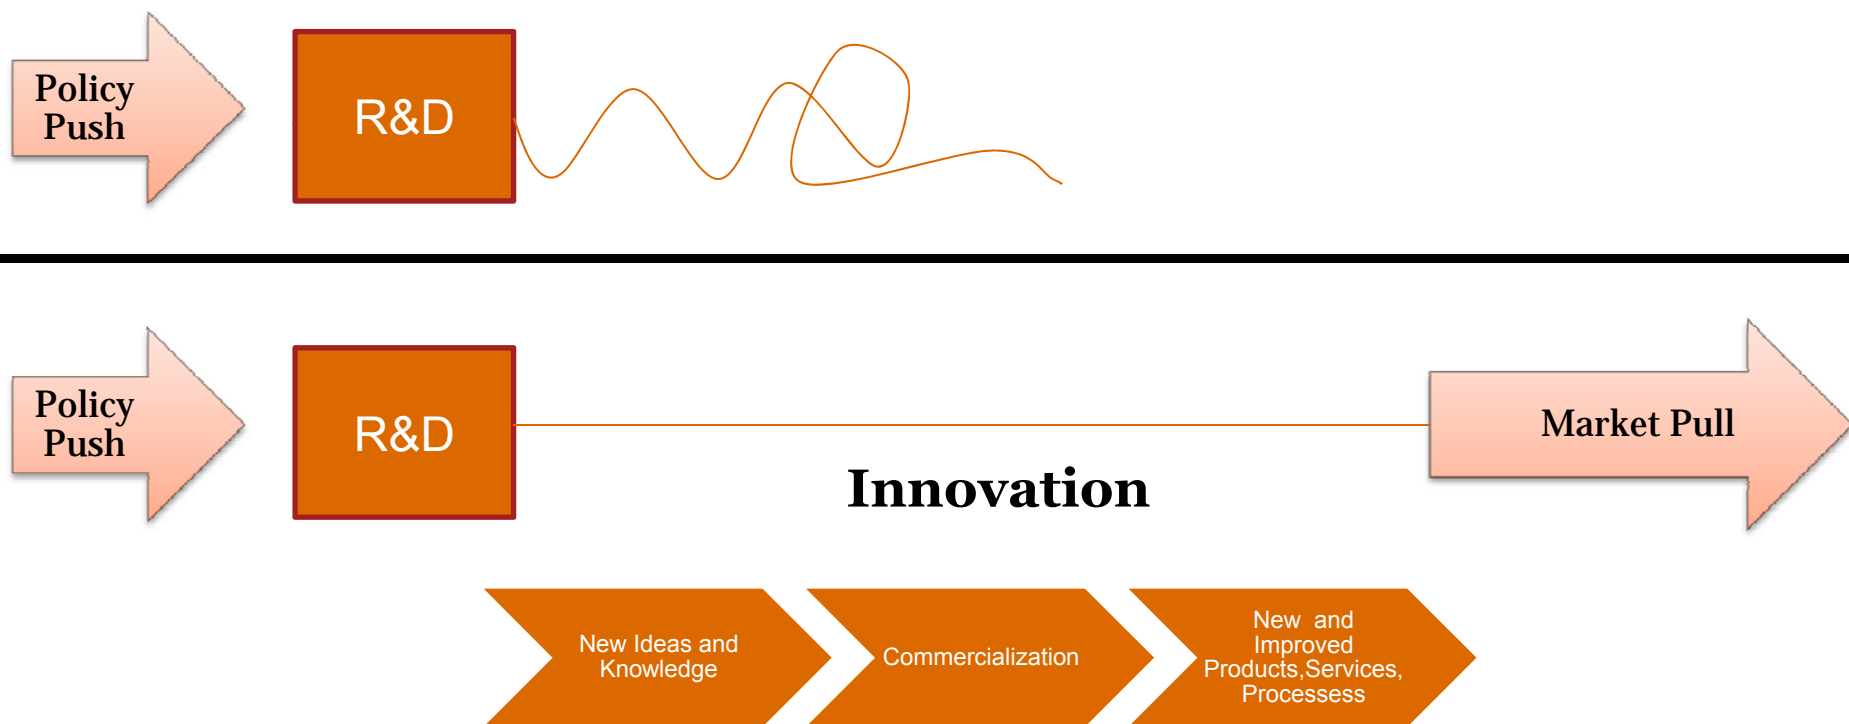 Policy
Push
R&D
Policy
Push
R&D
Market Pull
Innovation
New Ideas and
Knowledge
Commercialization
New  and
Improved
Products,Services,
Processess